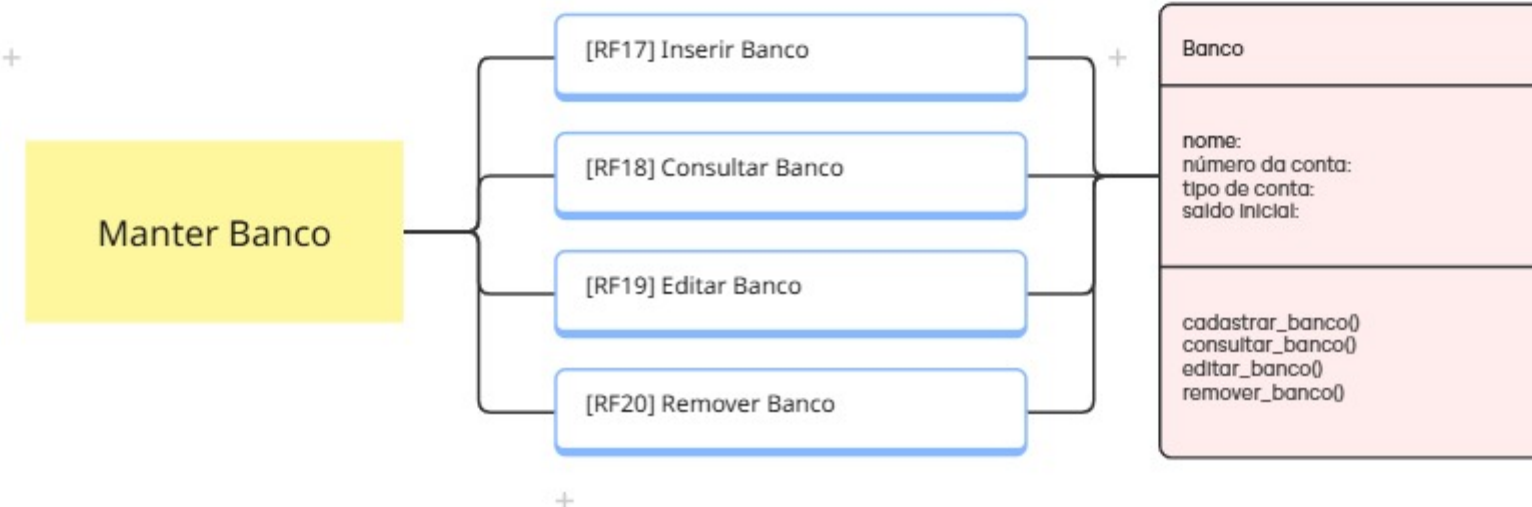 Manter Banco
[RF17] Inserir Banco
[RF18] Consultar Banco
[RF19] Editar Banco
[RF20] Remover Banco
Banco
nome:
número da conta:
tipo de conta:
saldo inicial:
cadastrar_banco()
consultar_banco()
editar_banco()
remover_banco()